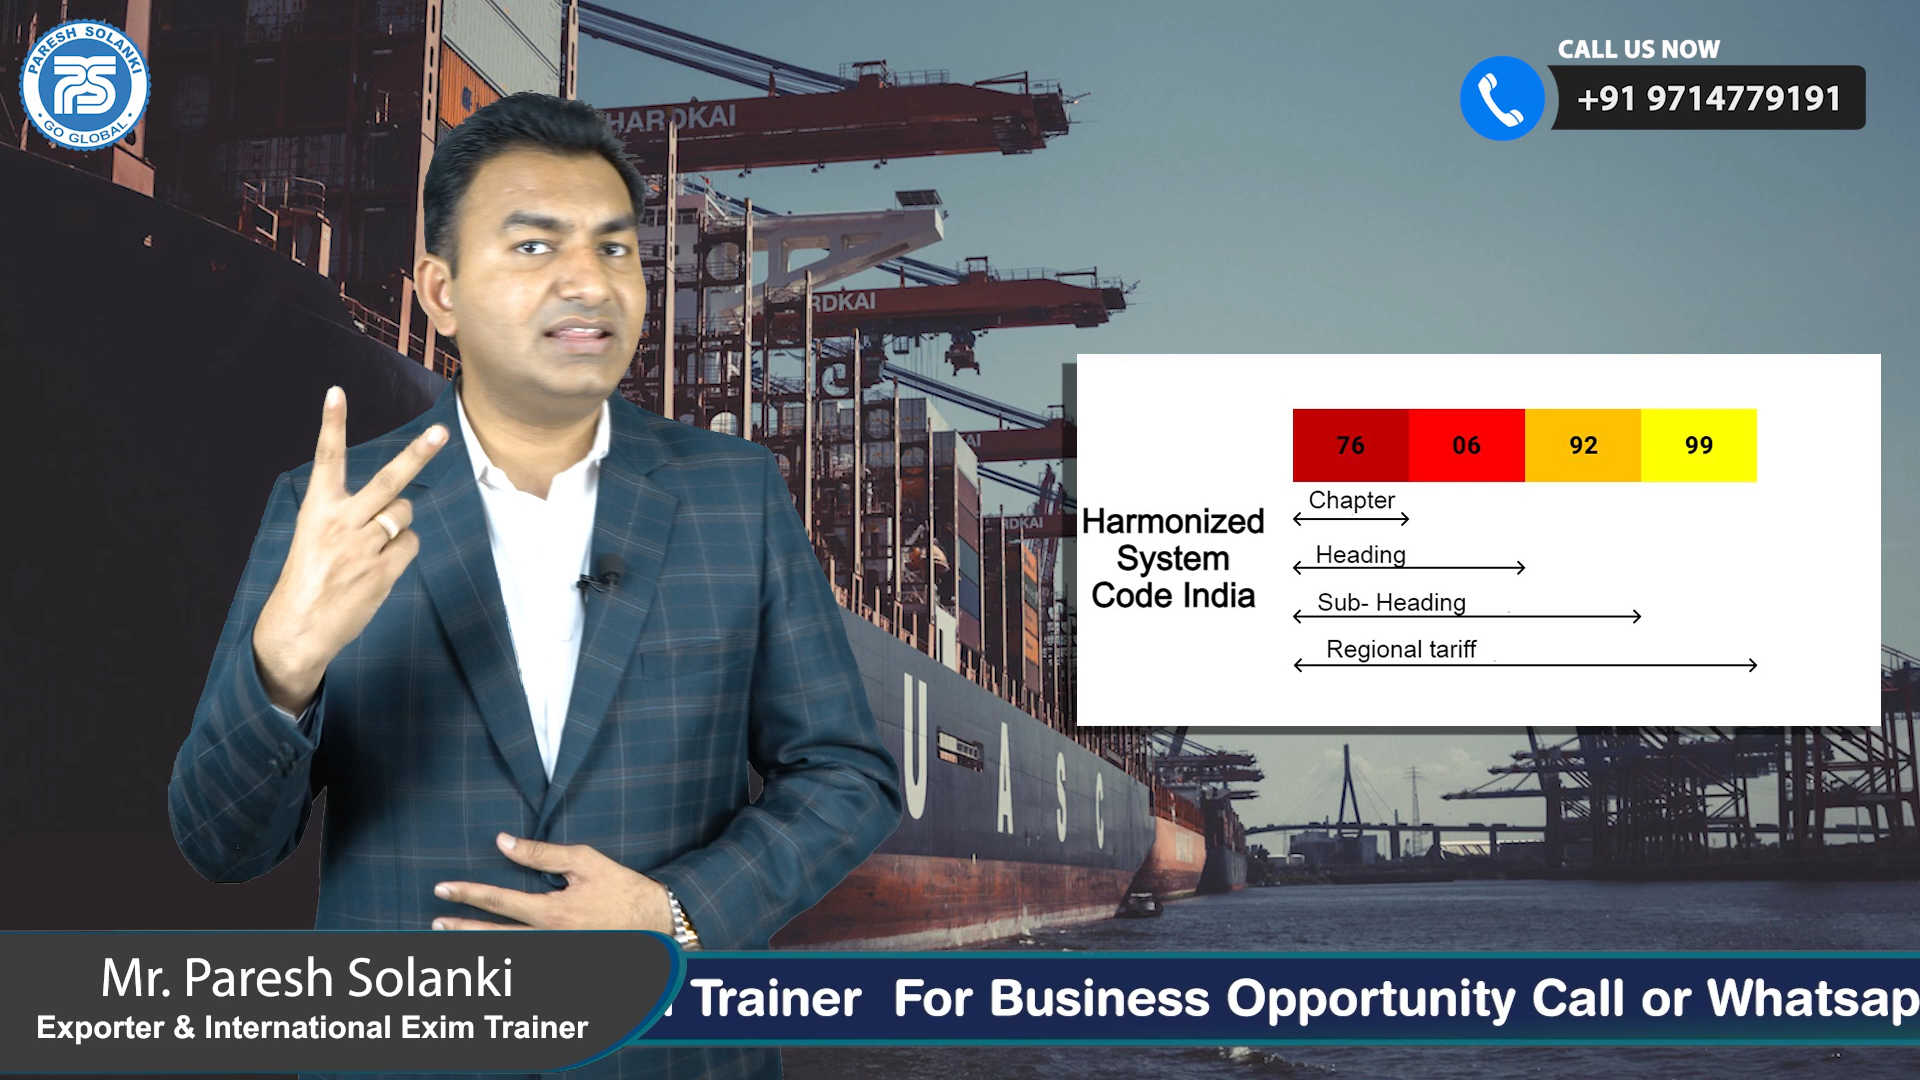 PARESH SOLANKI
PS
GO GLOBAL
CALL US NOW
+91 9714779191
HARDKAI
RDKAI
RDKAI
76 06 92 99
Chapter
Heading
Sub- Heading
Regional tariff
Harmonized
System
Code India
U A S C
Mr. Paresh Solanki
Exporter & International Exim Trainer
Trainer For Business Opportunity Call or Whatsap